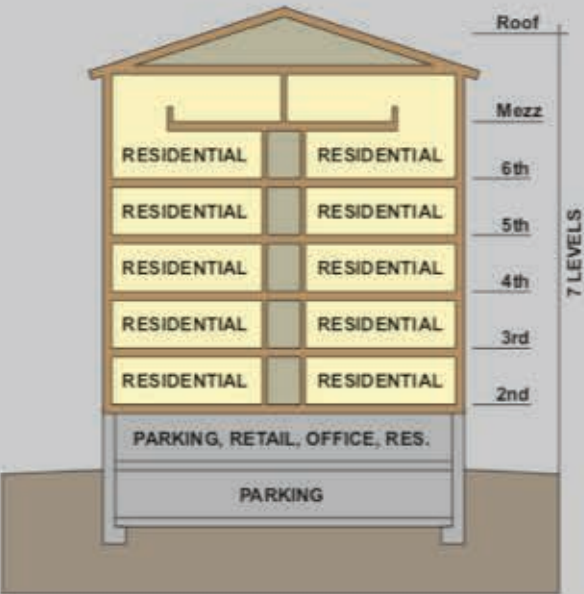 Roof
Mezz
RESIDENTIAL RESIDENTIAL
6th
RESIDENTIAL RESIDENTIAL
5th
RESIDENTIAL RESIDENTIAL
4th
RESIDENTIAL RESIDENTIAL
3rd
RESIDENTIAL RESIDENTIAL
2nd
7 LEVELS
PARKING, RETAIL, OFFICE, RES.
PARKING